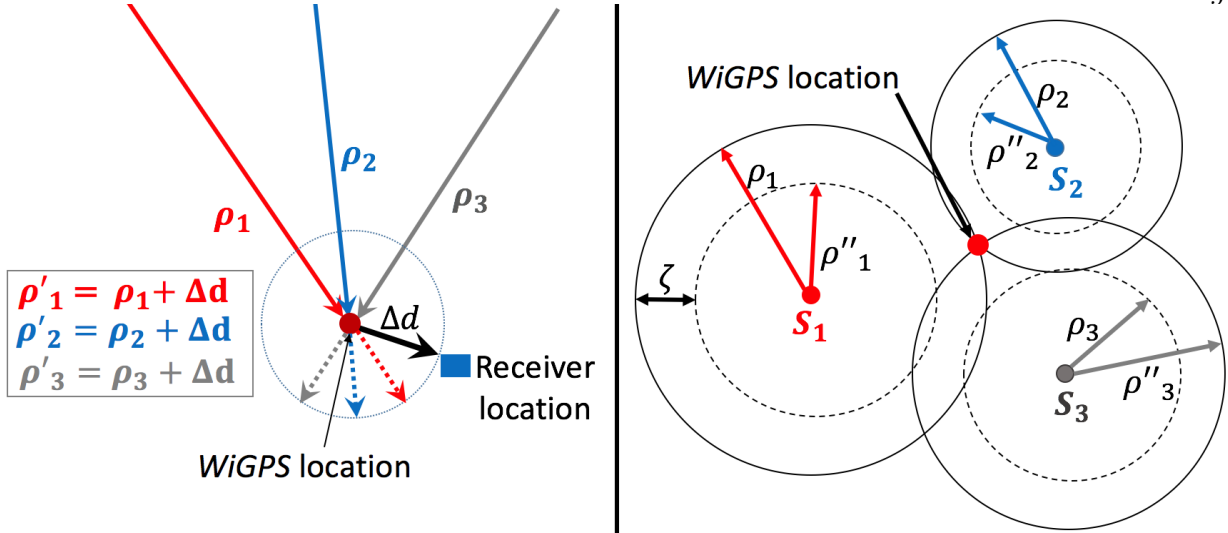 ρ₁
ρ₂
ρ₃
ρ'₁ = ρ₁ + Δd
ρ'₂ = ρ₂ + Δd
ρ'₃ = ρ₃ + Δd
Δd
Receiver
location
WiGPS location
WiGPS location
ρ₁
ρ''₁
ζ
S₁
ρ₂
ρ''₂
S₂
ρ₃
ρ''₃
S₃